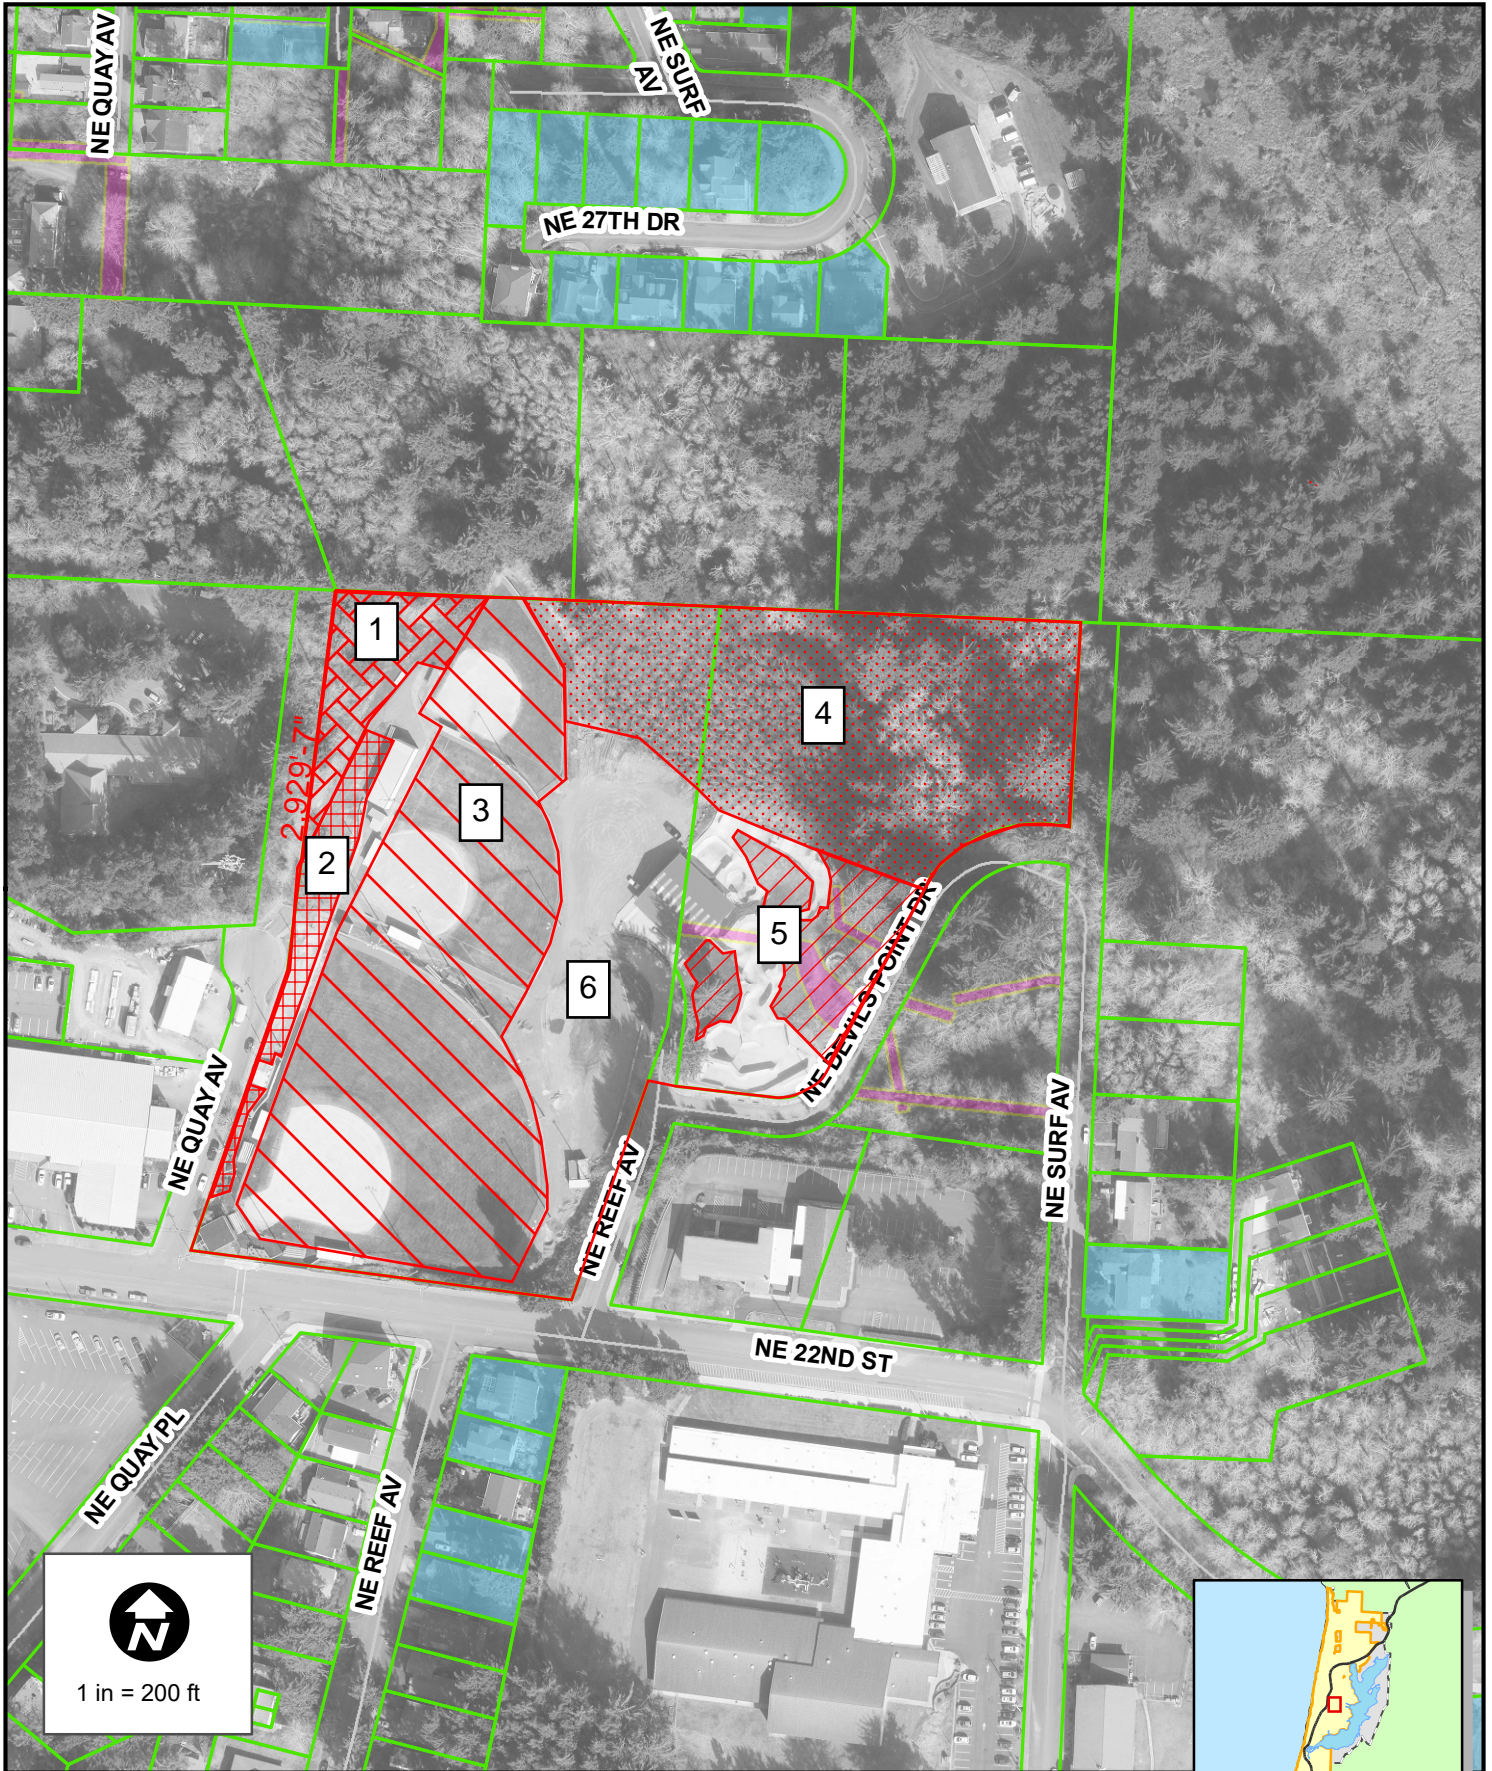 NE QUAY AV
NE SURF
AV
NE 27TH DR
1
2.929'-7"
4
3
2
5
NE DEVILS POINT DR
6
NE QUAY AV
NE SURF AV
NE REEF AV
NE 22ND ST
NE QUAY PL
NE REEF AV
N
1 in = 200 ft